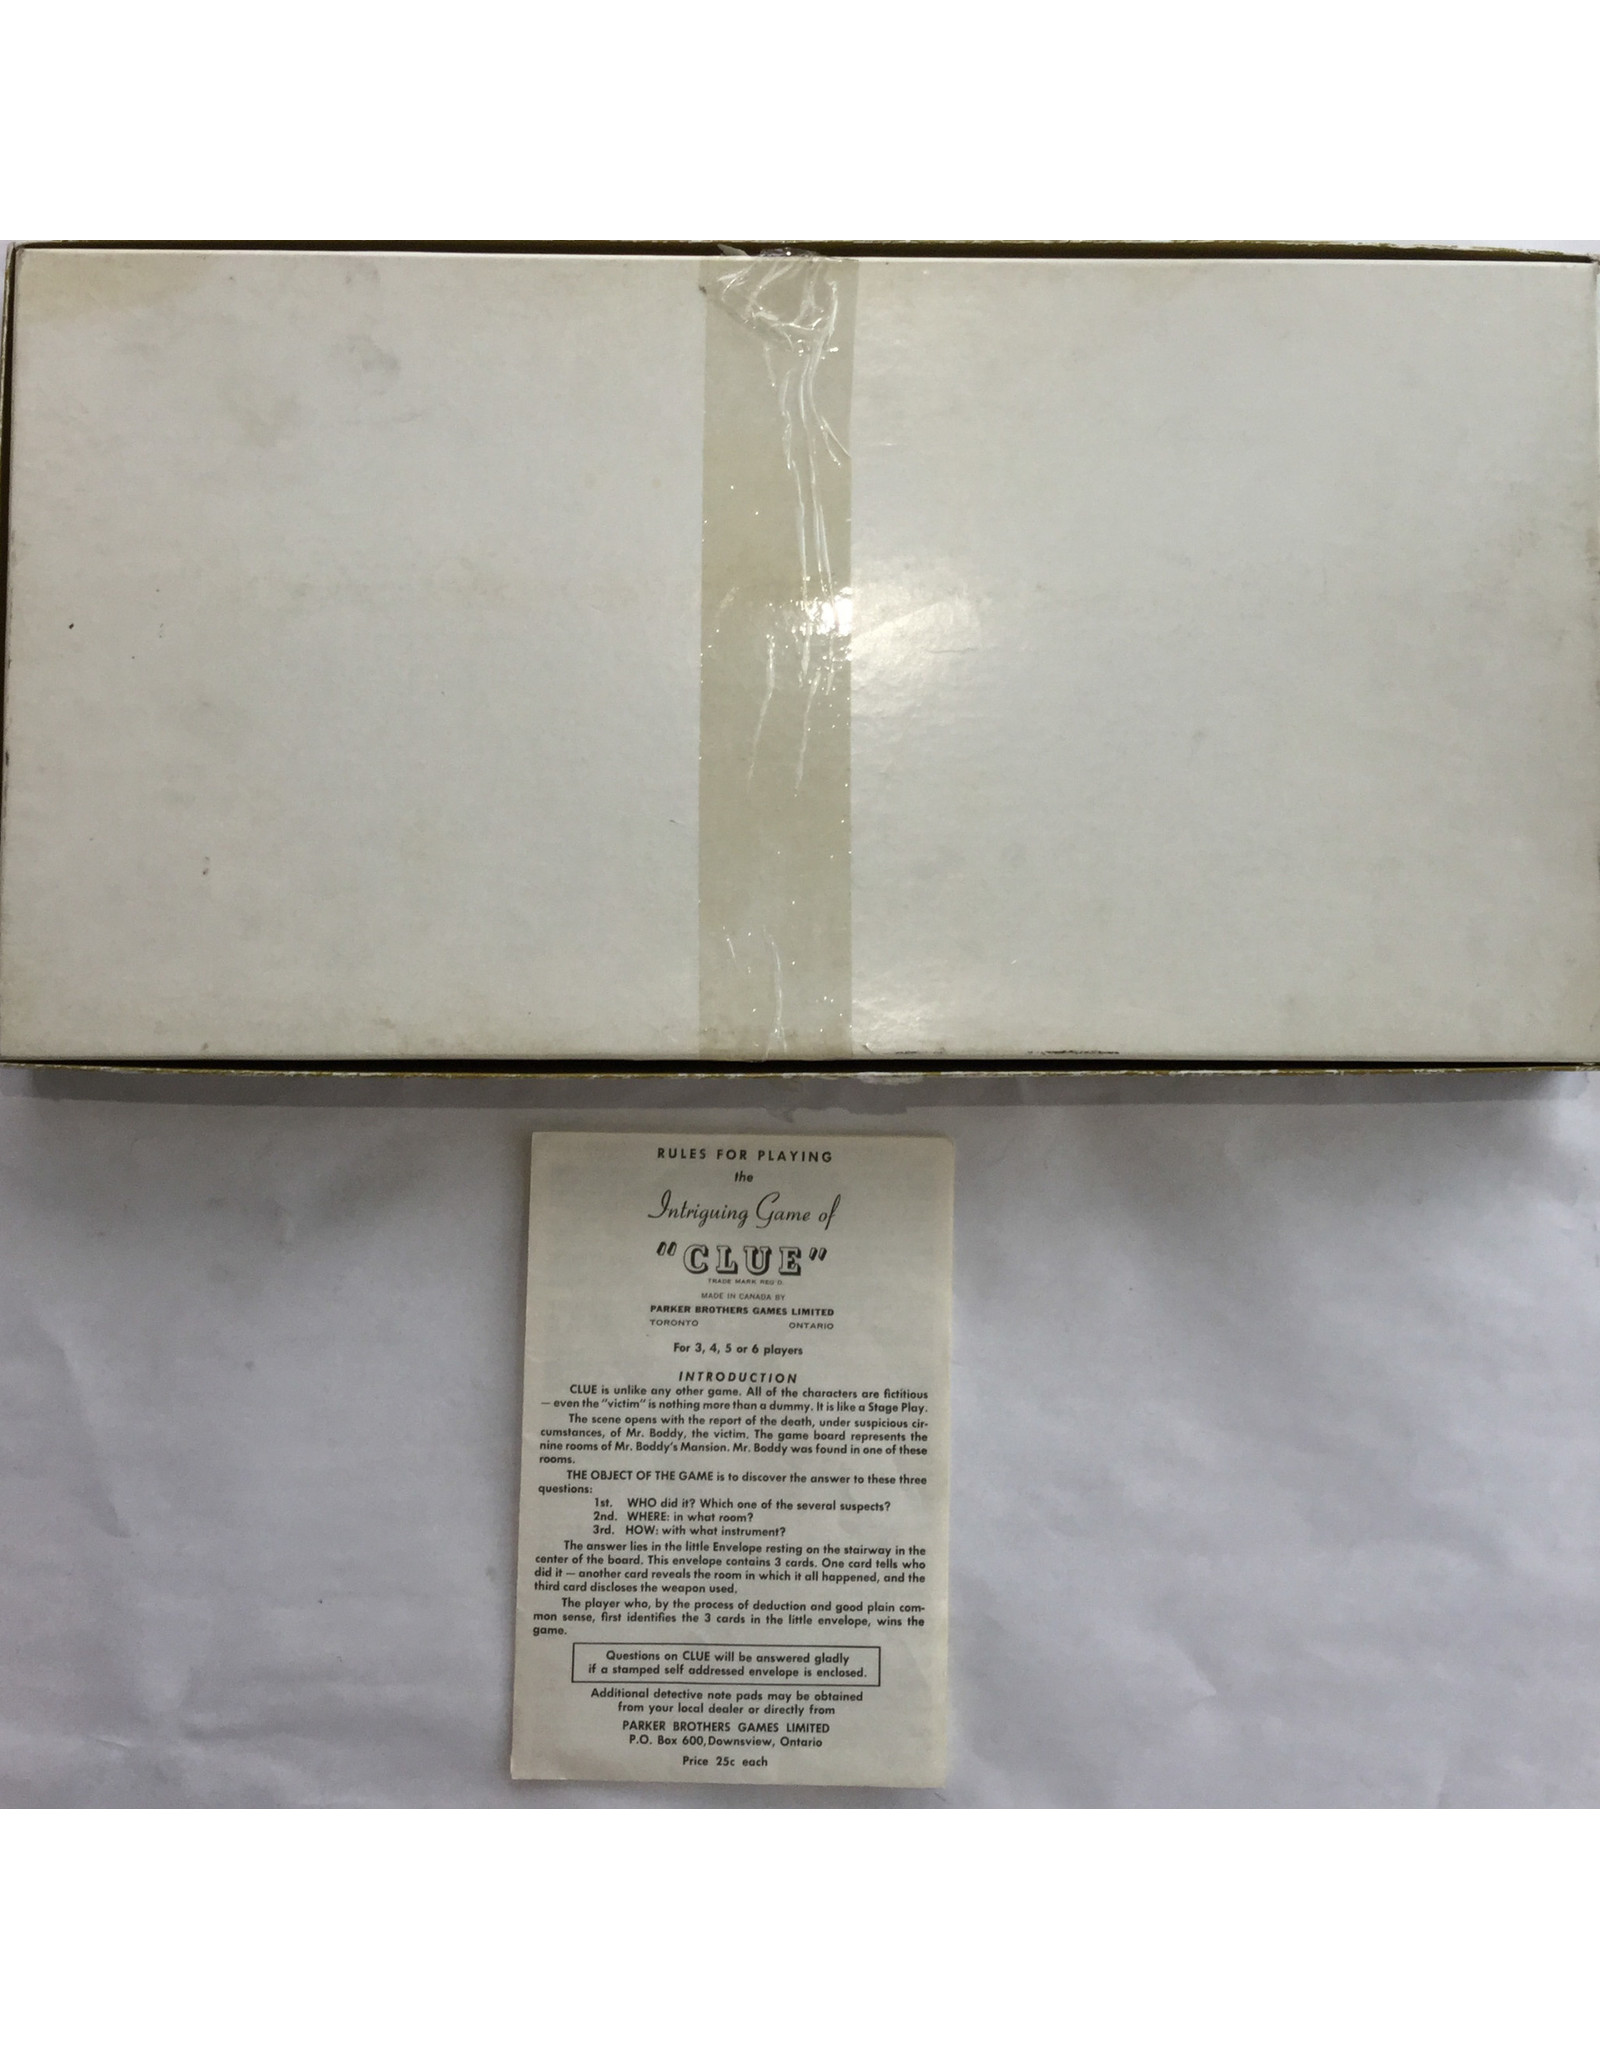 RULES FOR PLAYING
the
Intriguing Game of
"CLUE"
TRADE MARK REG'D.
MADE IN CANADA BY
PARKER BROTHERS GAMES LIMITED
TORONTO ONTARIO
For 3, 4, 5 or 6 players
INTRODUCTION
CLUE is unlike any other game. All of the characters are fictitious
— even the "victim" is nothing more than a dummy. It is like a Stage Play.
The scene opens with the report of the death, under suspicious cir-
cumstances, of Mr. Boddy, the victim. The game board represents the
nine rooms of Mr. Boddy's Mansion. Mr. Boddy was found in one of these
rooms.
THE OBJECT OF THE GAME is to discover the answer to these three
questions:
1st. WHO did it? Which one of the several suspects?
2nd. WHERE: in what room?
3rd. HOW: with what instrument?
The answer lies in the little Envelope resting on the stairway in the
center of the board. This envelope contains 3 cards. One card tells who
did it — another card reveals the room in which it all happened, and the
third card discloses the weapon used.
The player who, by the process of deduction and good plain com-
mon sense, first identifies the 3 cards in the little envelope, wins the
game.
Questions on CLUE will be answered gladly
if a stamped self addressed envelope is enclosed.
Additional detective note pads may be obtained
from your local dealer or directly from
PARKER BROTHERS GAMES LIMITED
P.O. Box 600, Downsview, Ontario
Price 25c each